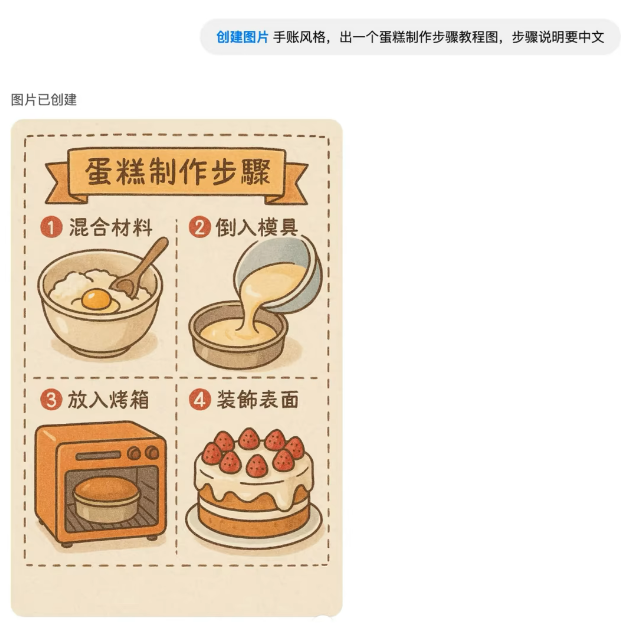 创建图片 手账风格，出一个蛋糕制作步骤教程图，步骤说明要中文
图片已创建
蛋糕制作步驟
1 混合材料
2 倒入模具
3 放入烤箱
4 装飾表面